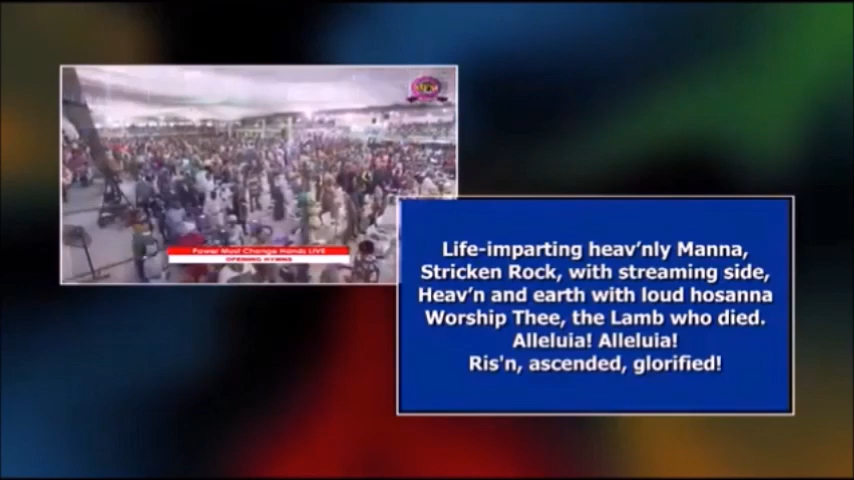 Power Must Change Hands LIVE
OPENING HYMNS
Life-imparting heav'nly Manna,
Stricken Rock, with streaming side,
Heav'n and earth with loud hosanna
Worship Thee, the Lamb who died.
Alleluia! Alleluia!
Ris'n, ascended, glorified!